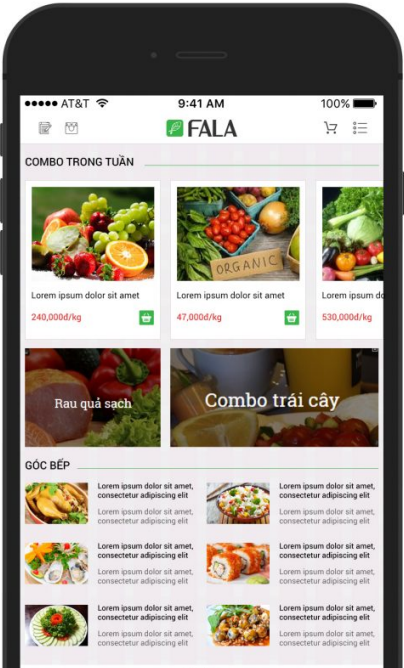 AT&T 9:41 AM 100%
FALA
COMBO TRONG TUẦN
ORGANIC
Lorem ipsum dolor sit amet
240,000đ/kg
Lorem ipsum dolor sit amet
47,000đ/kg
Lorem ipsum do
530,000đ/kg
Rau quả sạch
Combo trái cây
GÓC BẾP
Lorem ipsum dolor sit amet,
consectetur adipiscing elit
Lorem ipsum dolor sit amet,
consectetur adipiscing elit
Lorem ipsum dolor sit amet,
consectetur adipiscing elit
Lorem ipsum dolor sit amet,
consectetur adipiscing elit
Lorem ipsum dolor sit amet,
consectetur adipiscing elit
Lorem ipsum dolor sit amet,
consectetur adipiscing elit
Lorem ipsum dolor sit amet,
consectetur adipiscing elit
Lorem ipsum dolor sit amet,
consectetur adipiscing elit
Lorem ipsum dolor sit amet,
consectetur adipiscing elit
Lorem ipsum dolor sit amet,
consectetur adipiscing elit
Lorem ipsum dolor sit amet,
consectetur adipiscing elit
Lorem ipsum dolor sit amet,
consectetur adipiscing elit